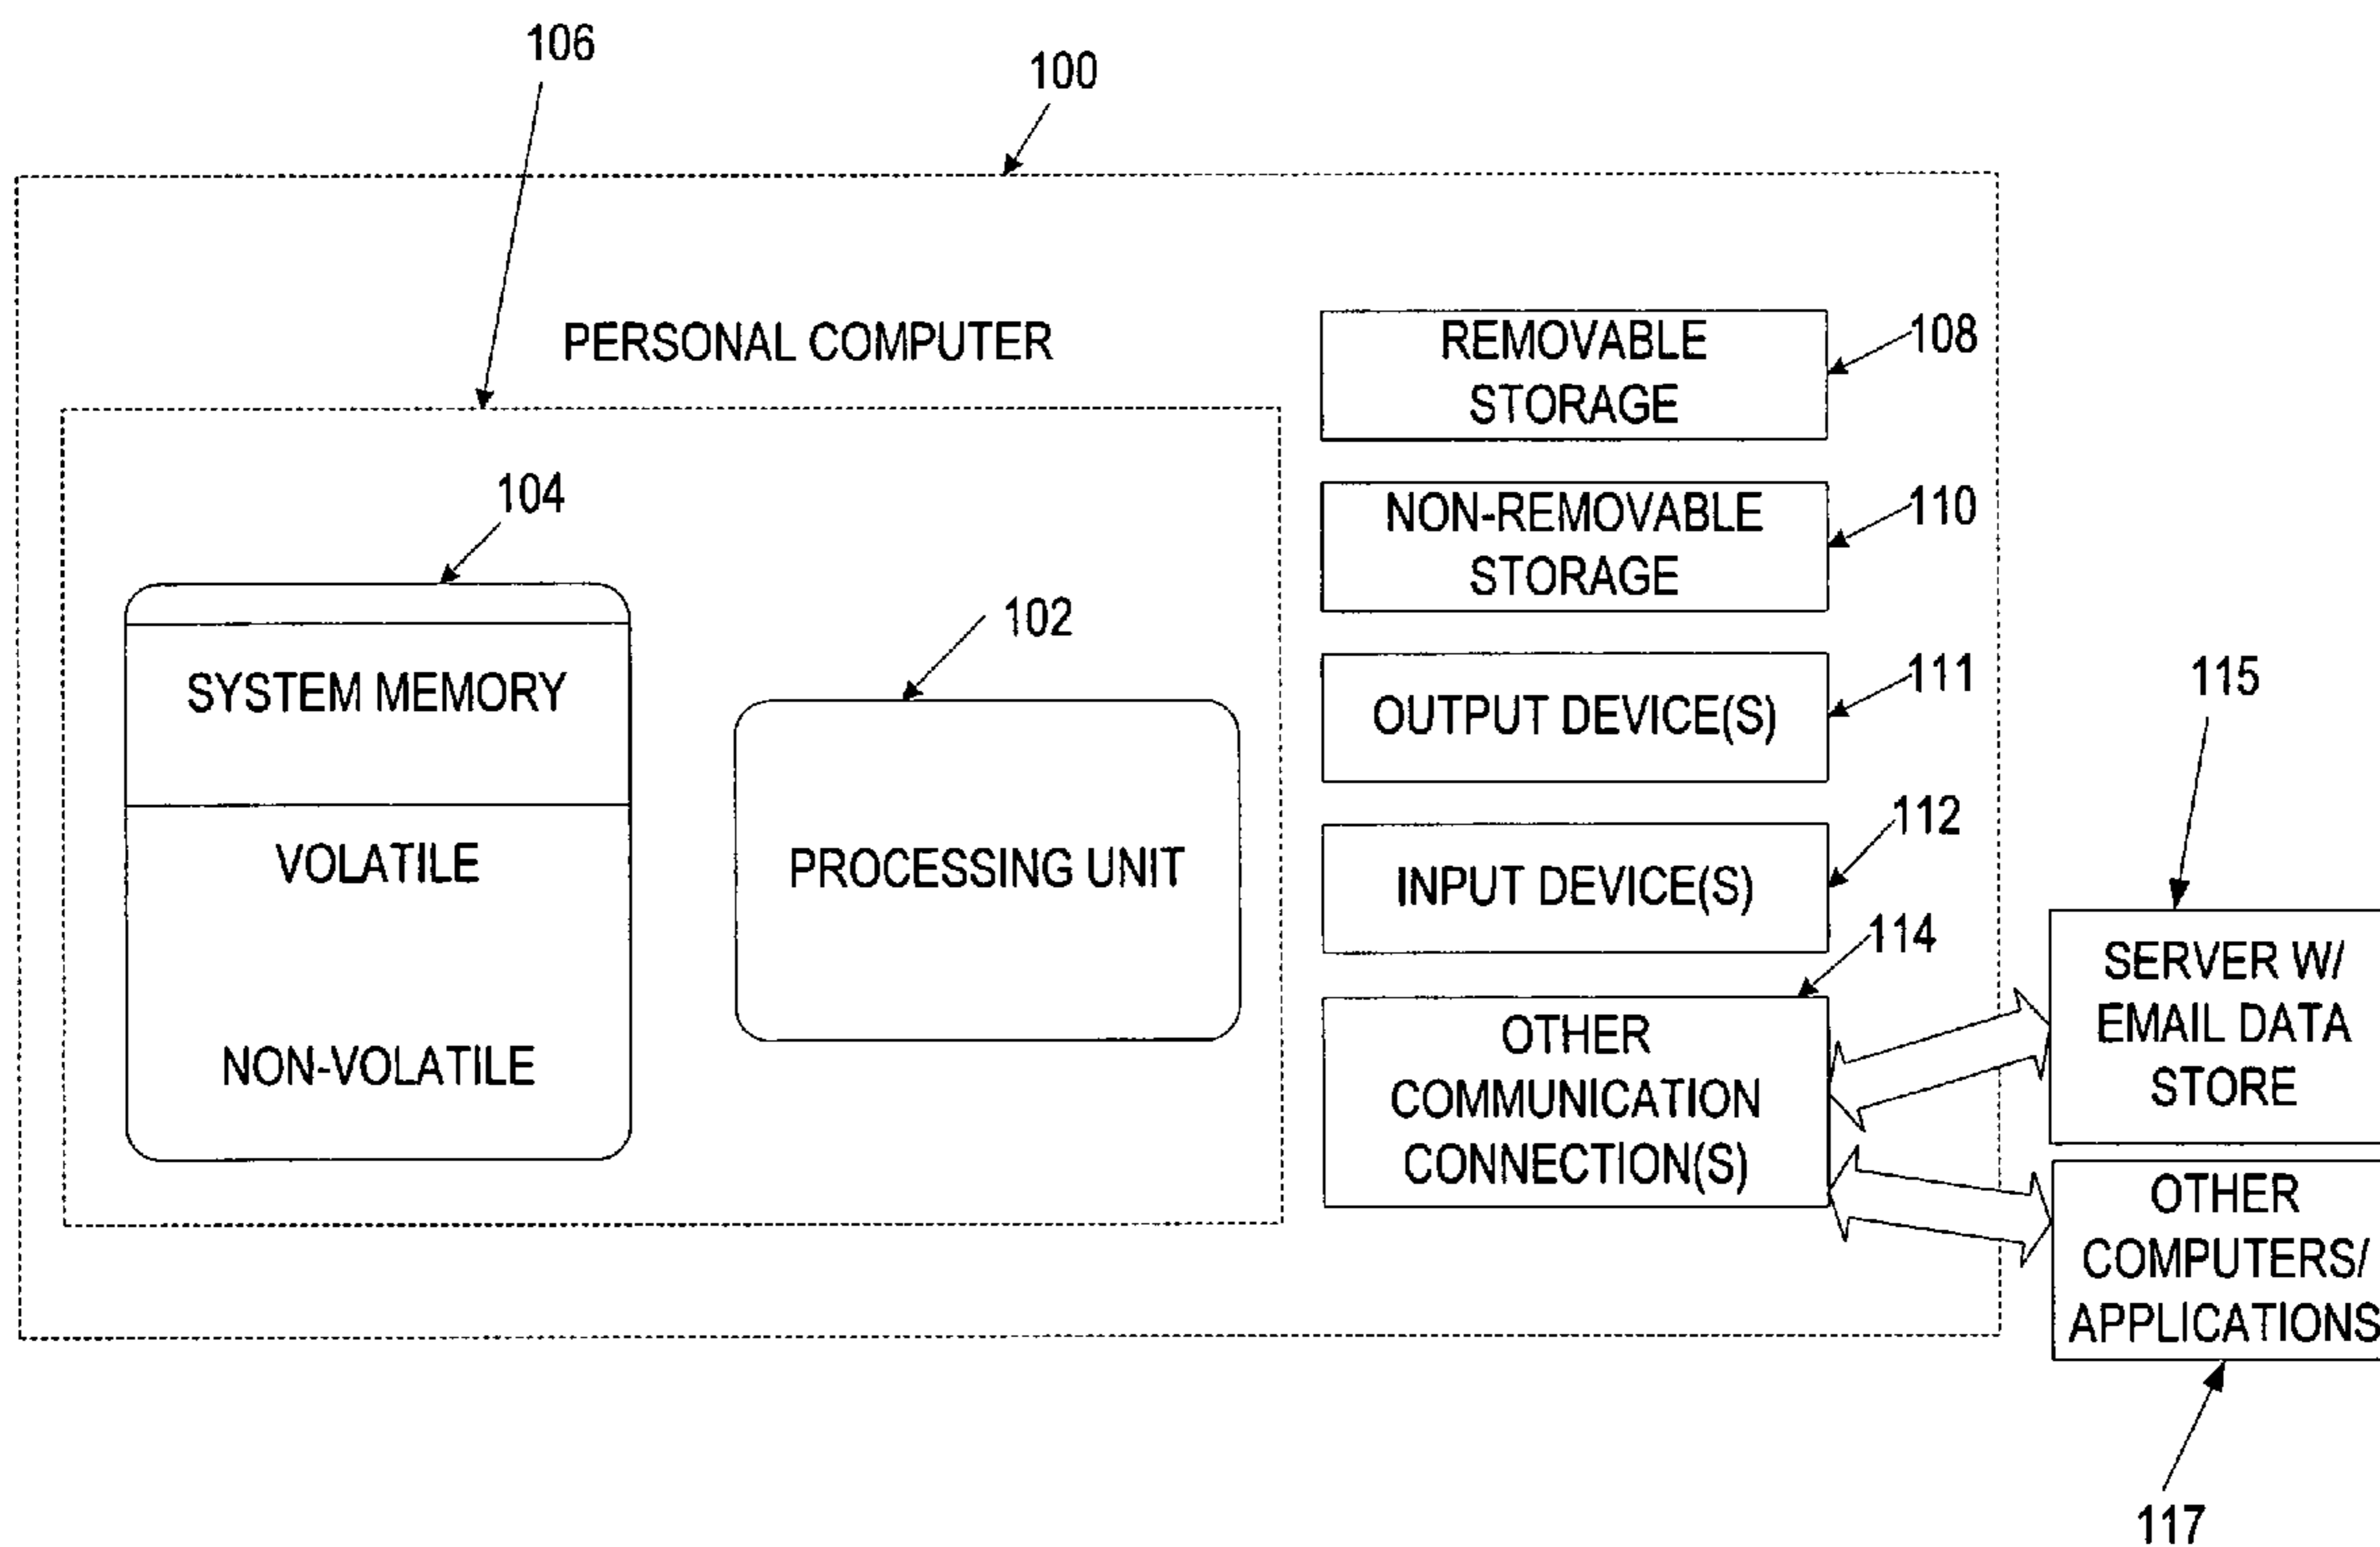 106
100
PERSONAL COMPUTER
REMOVABLE
STORAGE
108
NON-REMOVABLE
STORAGE
110
104
102
SYSTEM MEMORY
VOLATILE
NON-VOLATILE
PROCESSING UNIT
OUTPUT DEVICE(S)
111
INPUT DEVICE(S)
112
114
OTHER
COMMUNICATION
CONNECTION(S)
115
SERVER W/
EMAIL DATA
STORE
OTHER
COMPUTERS/
APPLICATIONS
117